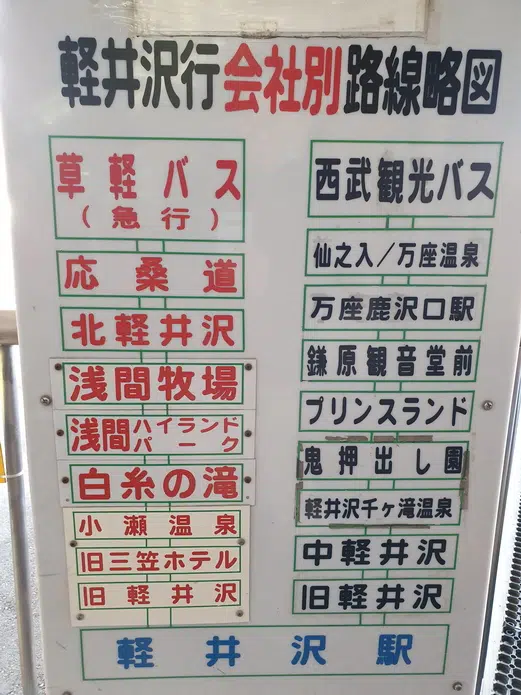 軽井沢行会社別路線略図
草軽バス
(急行)
応桑道
北軽井沢
浅間牧場
浅間ハイランド
パーク
白糸の滝
小瀬温泉
旧三笠ホテル
旧軽井沢
西武観光バス
仙之入/万座温泉
万座鹿沢口駅
鎌原観音堂前
プリンスランド
鬼押出し園
軽井沢千ヶ滝温泉
中軽井沢
旧軽井沢
軽井沢駅